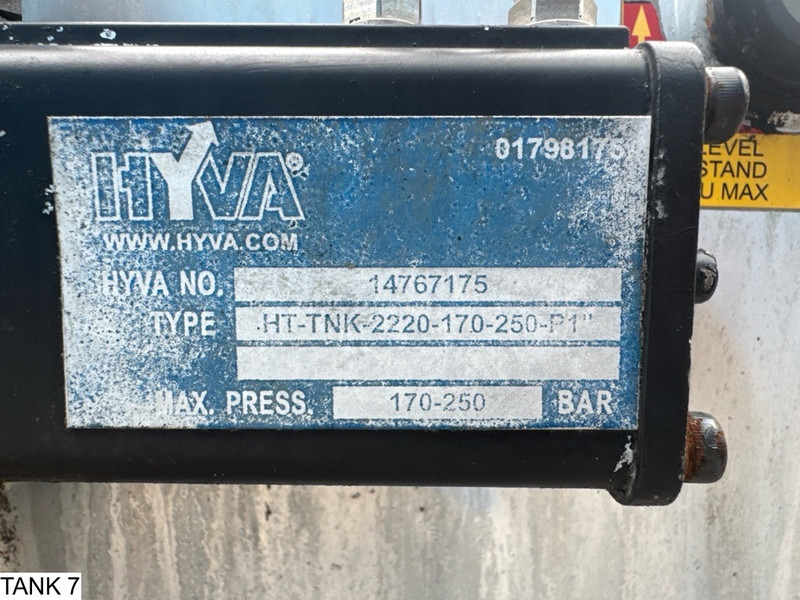 HYVA®
01798175
WWW.HYVA.COM
HYVA NO. 14767175
TYPE HT-TNK-2220-170-250-P1"
MAX. PRESS. 170-250 BAR
LEVEL
STAND
MAX
TANK 7